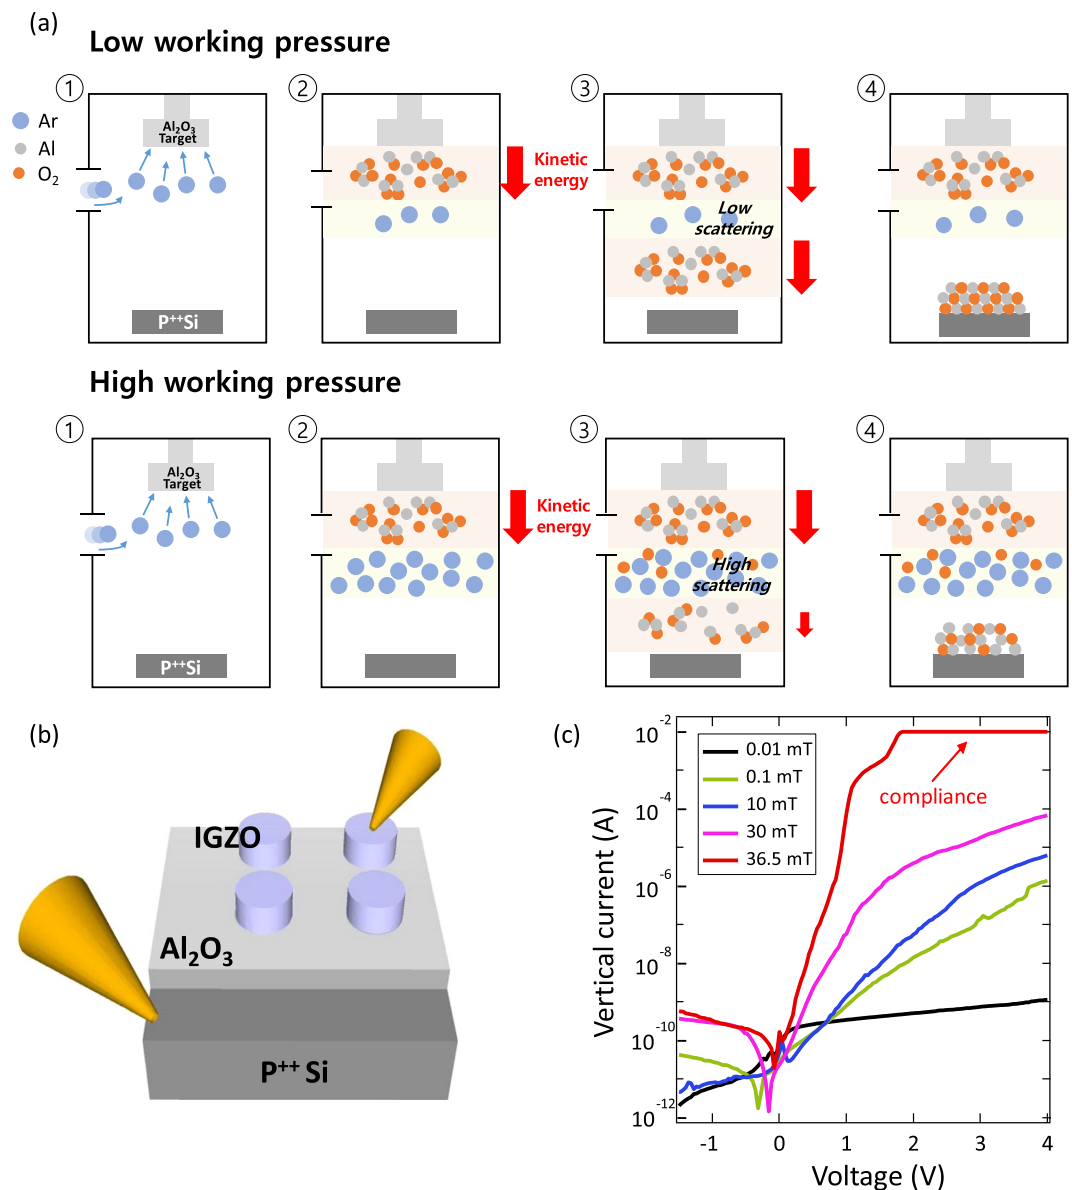 (a)
Low working pressure
① ② ③ ④
Ar
Al
O₂
Al₂O₃
Target
P⁺⁺Si
Kinetic
energy
Low
scattering
High working pressure
① ② ③ ④
Al₂O₃
Target
P⁺⁺Si
Kinetic
energy
High
scattering
(b)
IGZO
Al₂O₃
P⁺⁺ Si
(c)
0.01 mT
0.1 mT
10 mT
30 mT
36.5 mT
compliance
Vertical current (A)
10⁻²
10⁻⁴
10⁻⁶
10⁻⁸
10⁻¹⁰
10⁻¹²
-1 0 1 2 3 4
Voltage (V)